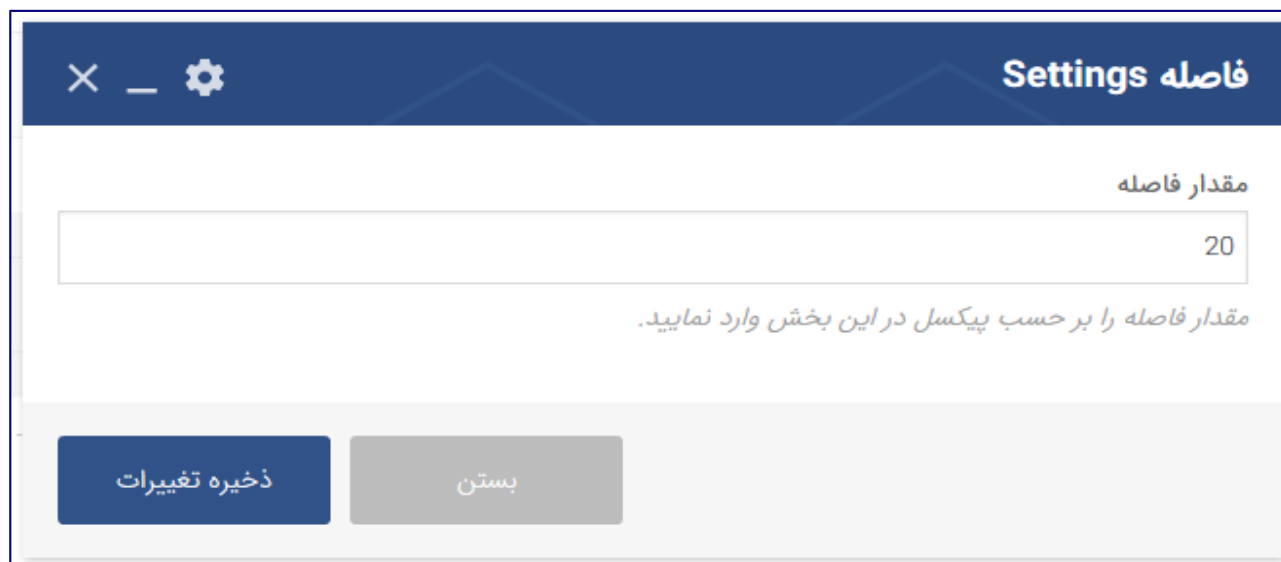 فاصله Settings
مقدار فاصله
20
مقدار فاصله را بر حسب پیکسل در این بخش وارد نمایید.
بستن
ذخیره تغییرات